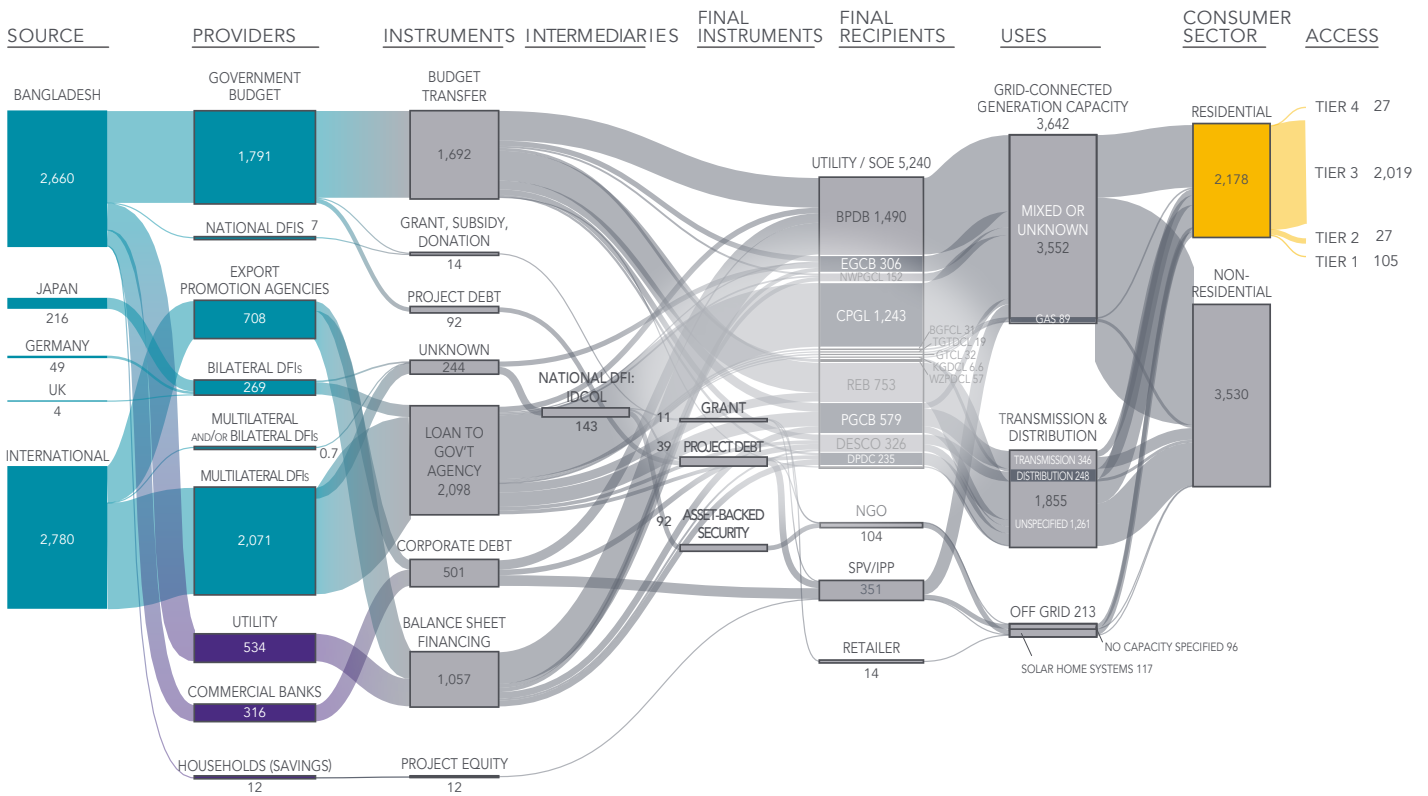 SOURCE
PROVIDERS
INSTRUMENTS
INTERMEDIARIES
FINAL
INSTRUMENTS
FINAL
RECIPIENTS
USES
CONSUMER
SECTOR
ACCESS
BANGLADESH
2,660
JAPAN
216
GERMANY
49
UK
4
INTERNATIONAL
2,780
GOVERNMENT
BUDGET
1,791
NATIONAL DFIS 7
EXPORT
PROMOTION AGENCIES
708
BILATERAL DFIs
269
MULTILATERAL
AND/OR BILATERAL DFIs
0.7
MULTILATERAL DFIs
2,071
UTILITY
534
COMMERCIAL BANKS
316
HOUSEHOLDS (SAVINGS)
12
BUDGET
TRANSFER
1,692
GRANT, SUBSIDY,
DONATION
14
PROJECT DEBT
92
UNKNOWN
244
LOAN TO
GOV'T
AGENCY
2,098
CORPORATE DEBT
501
BALANCE SHEET
FINANCING
1,057
PROJECT EQUITY
12
NATIONAL DFI:
IDCOL
143
11
GRANT
39
PROJECT DEBT
92
ASSET-BACKED
SECURITY
UTILITY / SOE 5,240
BPDB 1,490
EGCB 306
NWPGCL 152
CPGL 1,243
BGFCL 31
TGTDCL 19
GTCL 32
KGDCL 6.6
WZPDCL 57
REB 753
PGCB 579
DESCO 326
DPDC 235
NGO
104
SPV/IPP
351
RETAILER
14
GRID-CONNECTED
GENERATION CAPACITY
3,642
MIXED OR
UNKNOWN
3,552
GAS 89
TRANSMISSION &
DISTRIBUTION
TRANSMISSION 346
DISTRIBUTION 248
1,855
UNSPECIFIED 1,261
OFF GRID 213
NO CAPACITY SPECIFIED 96
SOLAR HOME SYSTEMS 117
RESIDENTIAL
2,178
NON-
RESIDENTIAL
3,530
TIER 4 27
TIER 3 2,019
TIER 2 27
TIER 1 105